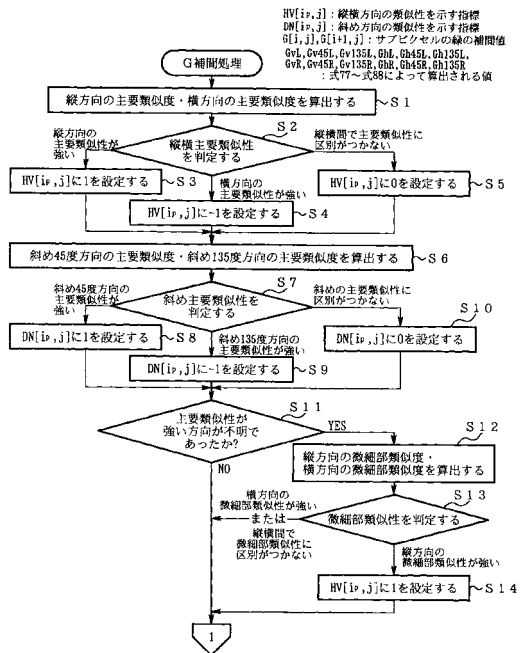 HV[iₚ,j]:縦横方向の類似性を示す指標
DN[iₚ,j]:斜め方向の類似性を示す指標
G[i,j],G[i+1,j]:サブピクセルの緑の補間値
GvL,Gv45L,Gv135L,GhL,Gh45L,Gh135L,
GvR,Gv45R,Gv135R,GhR,Gh45R,Gh135R
:式77~式88によって算出される値
G補間処理
縦方向の主要類似度・横方向の主要類似度を算出する
S1
S2
縦横主要類似性
を判定する
縦方向の
主要類似性が
強い
縦横間で主要類似性に
区別がつかない
HV[iₚ,j]に1を設定する
S3
横方向の
主要類似性が強い
HV[iₚ,j]に-1を設定する
S4
HV[iₚ,j]に0を設定する
S5
斜め45度方向の主要類似度・斜め135度方向の主要類似度を算出する
S6
S7
斜め主要類似性を
判定する
斜め45度方向の
主要類似性が
強い
斜めの主要類似性に
区別がつかない
S10
DN[iₚ,j]に1を設定する
S8
斜め135度方向の
主要類似性が強い
DN[iₚ,j]に-1を設定する
S9
DN[iₚ,j]に0を設定する
S11
主要類似性が
強い方向が不明で
あったか?
YES
NO
S12
縦方向の微細部類似度・
横方向の微細部類似度を算出する
S13
微細部類似性を判定する
横方向の
微細部類似性が強い
または
縦横間で
微細部類似性に
区別がつかない
縦方向の
微細部類似性が強い
HV[iₚ,j]に1を設定する
S14
1